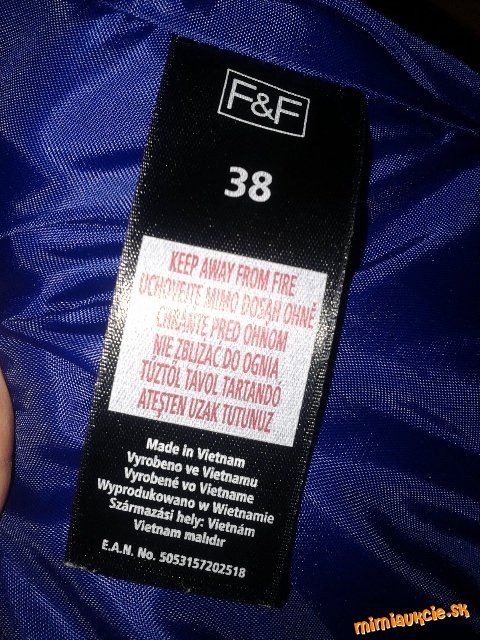 F&F
38
KEEP AWAY FROM FIRE
UCHOVEJTE MIMO DOSAH OHNĚ
CHRÁŇTE PRED OHŇOM
NIE ZBLIŻAĆ DO OGNIA
TŰZTŐL TÁVOL TARTANDÓ
ATEŞTEN UZAK TUTUNUZ
Made in Vietnam
Vyrobeno ve Vietnamu
Vyrobené vo Vietname
Wyprodukowano w Wietnamie
Származási hely: Vietnám
Vietnam malıdır
E.A.N. No. 5053157202518
mimiaukcie.sk